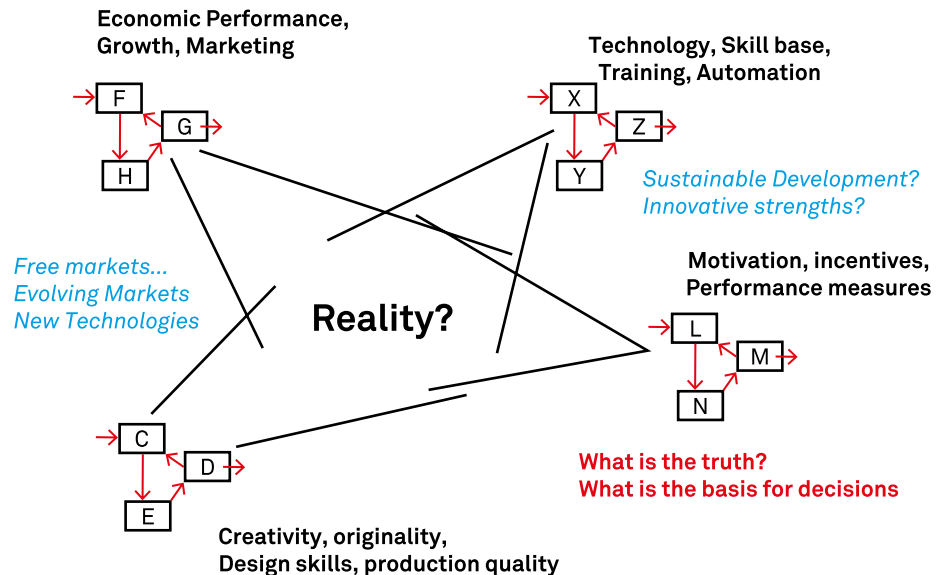 Economic Performance,
Growth, Marketing
F
G
H
Technology, Skill base,
Training, Automation
X
Z
Y
Sustainable Development?
Innovative strengths?
Free markets...
Evolving Markets
New Technologies
Reality?
Motivation, incentives,
Performance measures
L
M
N
C
D
E
What is the truth?
What is the basis for decisions
Creativity, originality,
Design skills, production quality